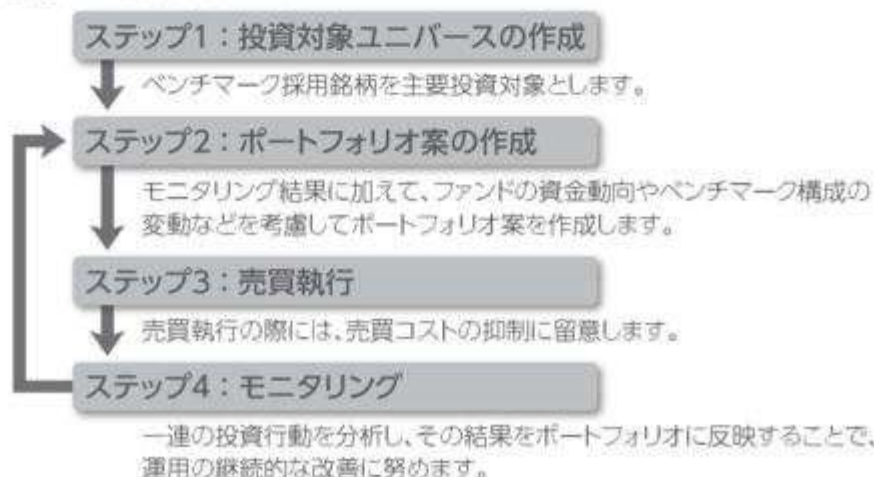 ステップ1：投資対象ユニバースの作成
ベンチマーク採用銘柄を主要投資対象とします。
ステップ2：ポートフォリオ案の作成
モニタリング結果に加えて、ファンドの資金動向やベンチマーク構成の
変動などを考慮してポートフォリオ案を作成します。
ステップ3：売買執行
売買執行の際には、売買コストの抑制に留意します。
ステップ4：モニタリング
一連の投資行動を分析し、その結果をポートフォリオに反映することで、
運用の継続的な改善に努めます。